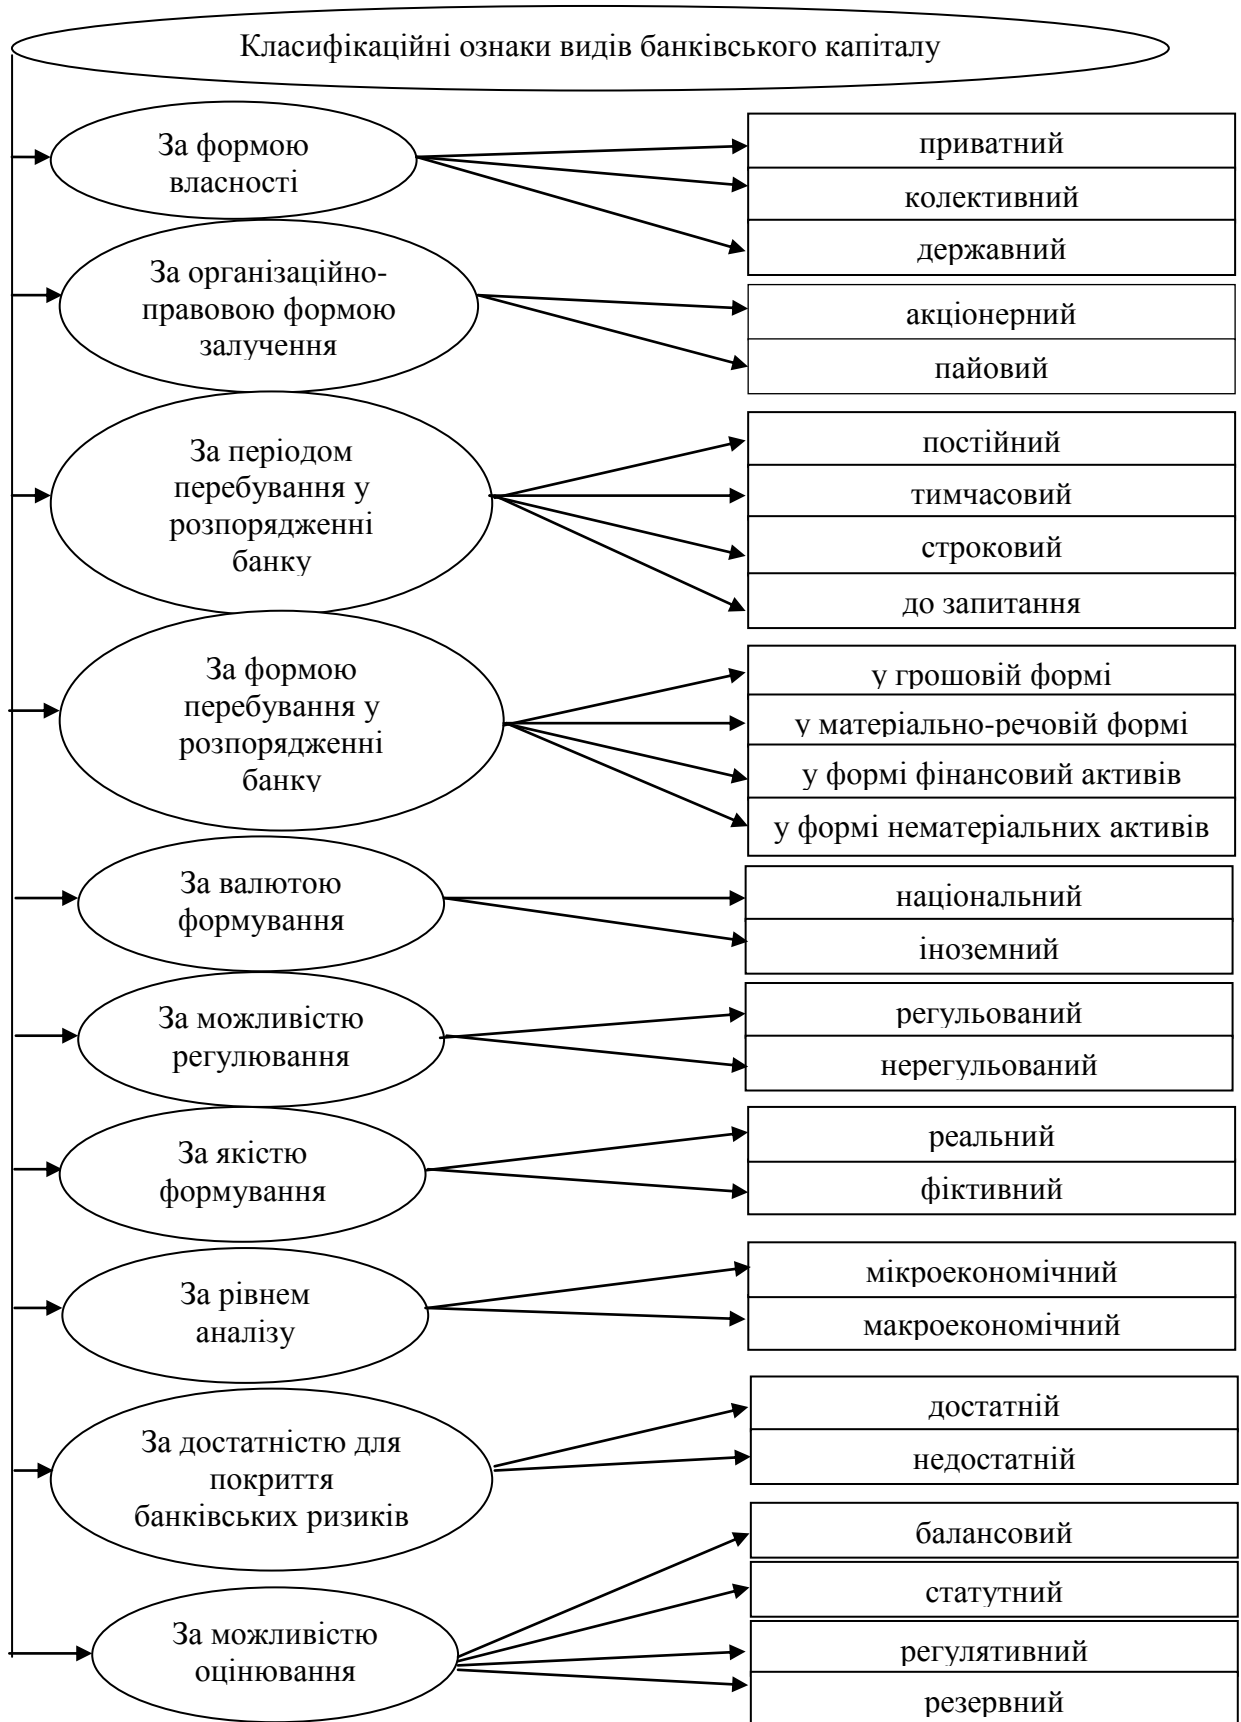 Класифікаційні ознаки видів банківського капіталу
За формою
власності
приватний
колективний
державний
За організаційно-
правовою формою
залучення
акціонерний
пайовий
За періодом
перебування у
розпорядженні
банку
постійний
тимчасовий
строковий
до запитання
За формою
перебування у
розпорядженні
банку
у грошовій формі
у матеріально-речовій формі
у формі фінансовий активів
у формі нематеріальних активів
За валютою
формування
національний
іноземний
За можливістю
регулювання
регульований
нерегульований
За якістю
формування
реальний
фіктивний
За рівнем
аналізу
мікроекономічний
макроекономічний
За достатністю для
покриття
банківських ризиків
достатній
недостатній
За можливістю
оцінювання
балансовий
статутний
регулятивний
резервний